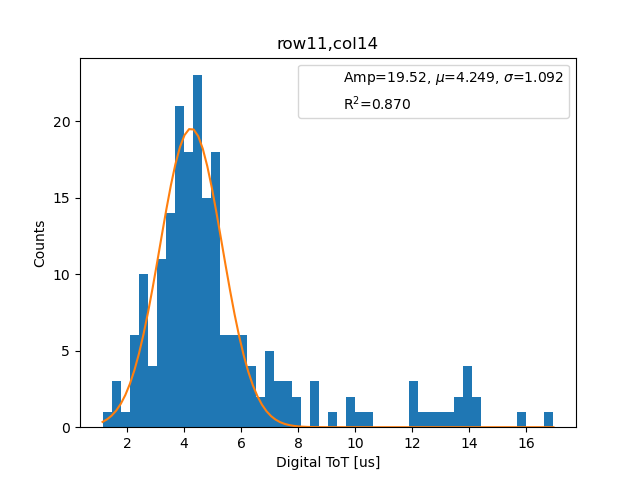 row11,col14
Amp=19.52, μ=4.249, σ=1.092
R²=0.870
20
15
10
5
0
Counts
2 4 6 8 10 12 14 16
Digital ToT [us]